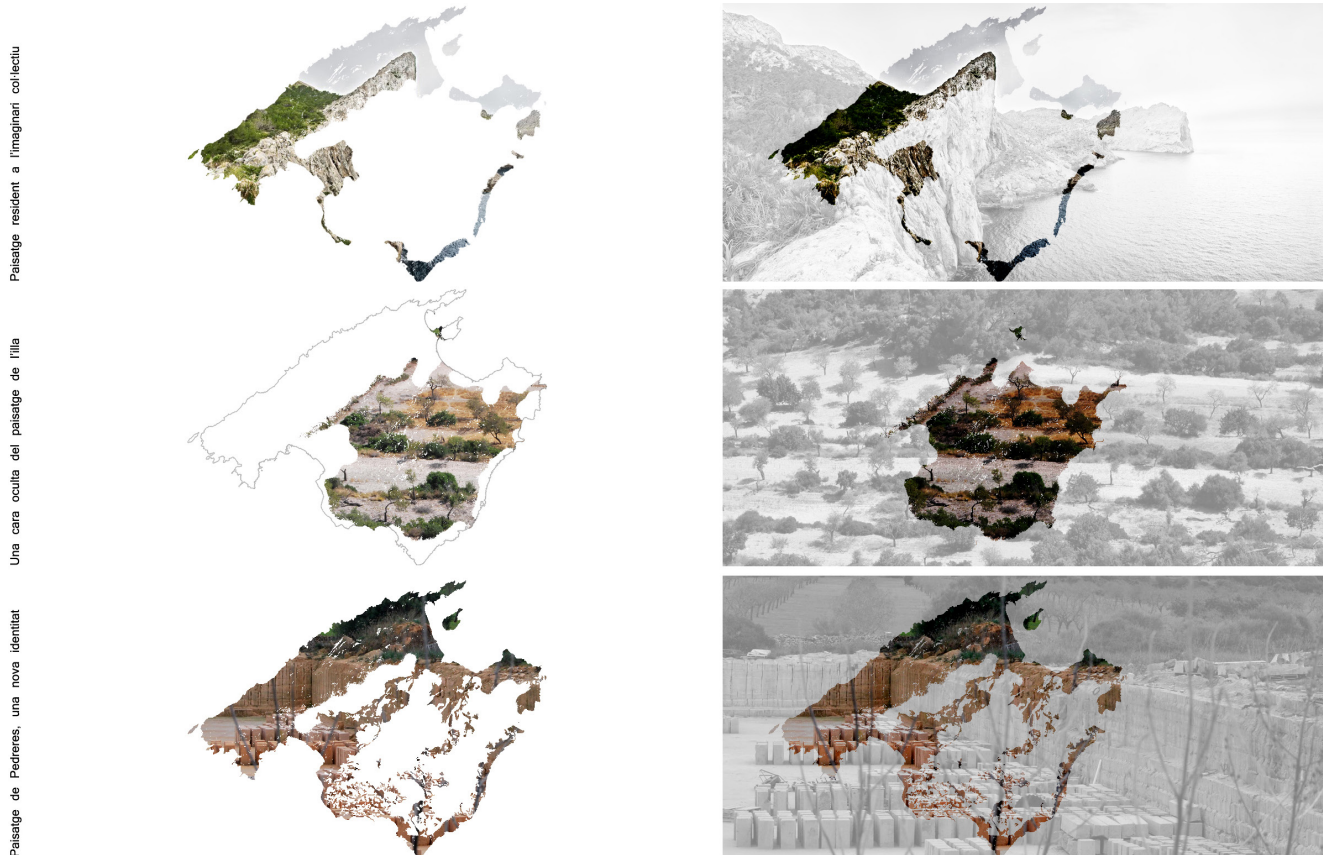 Paisatge resident a l'imaginari col·lectiu
Una cara oculta del paisatge de l'illa
Paisatge de Pedreres, una nova identitat